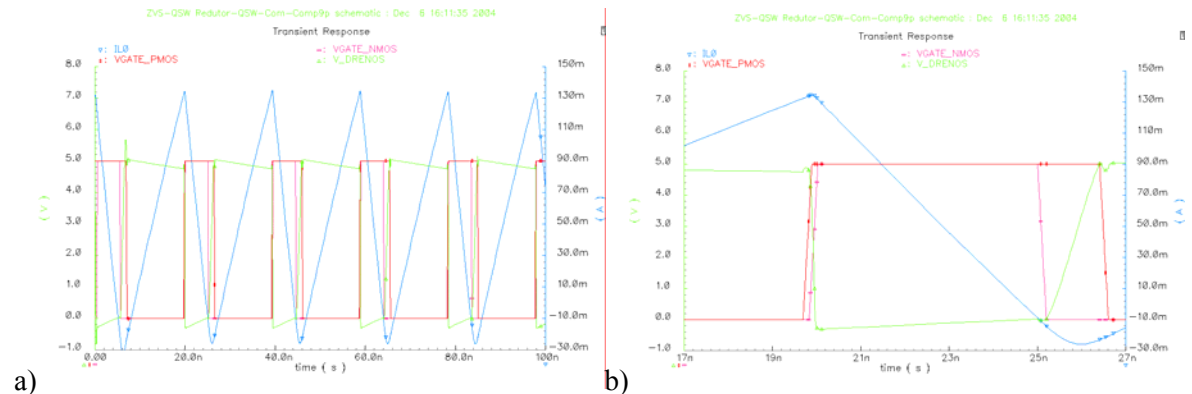 ZVS-QSW Redutor-QSW-Com-Comp9p schematic : Dec 6 16:11:35 2004
Transient Response
IL0
VGATE_NMOS
VGATE_PMOS
V_DRENOS
8.0
7.0
6.0
5.0
4.0
3.0
2.0
1.0
0.0
-1.0
(V)
150m
130m
110m
90.0m
70.0m
50.0m
30.0m
10.0m
-10.0m
-30.0m
(A)
0.00
20.0n
40.0n
60.0n
80.0n
100n
time ( s )
a)
ZVS-QSW Redutor-QSW-Com-Comp9p schematic : Dec 6 16:11:35 2004
Transient Response
IL0
VGATE_NMOS
VGATE_PMOS
V_DRENOS
8.0
7.0
6.0
5.0
4.0
3.0
2.0
1.0
0.0
-1.0
(V)
150m
130m
110m
90.0m
70.0m
50.0m
30.0m
10.0m
-10.0m
-30.0m
(A)
17n
19n
21n
23n
25n
27n
time ( s )
b)